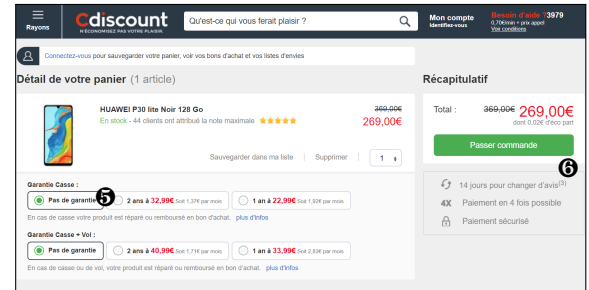 Rayons
Cdiscount
N'ÉCONOMISEZ PAS VOTRE PLAISIR
Qu'est-ce qui vous ferait plaisir ?
Mon compte
Identifiez-vous
Besoin d'aide ?3979
0,70€/min + prix appel
Voir conditions
Connectez-vous pour sauvegarder votre panier, voir vos bons d'achat et vos listes d'envies
Détail de votre panier (1 article)
HUAWEI P30 lite Noir 128 Go
369,00€
En stock - 44 clients ont attribué la note maximale
269,00€
Sauvegarder dans ma liste | Supprimer | 1
Garantie Casse :
Pas de garantie
5
2 ans à 32,99€ Soit 1,37€ par mois
1 an à 22,99€ Soit 1,92€ par mois
En cas de casse votre produit est réparé ou remboursé en bon d'achat. plus d'infos
Garantie Casse + Vol :
Pas de garantie
2 ans à 40,99€ Soit 1,71€ par mois
1 an à 33,99€ Soit 2,83€ par mois
En cas de casse ou de vol, votre produit est réparé ou remboursé en bon d'achat. plus d'infos
Récapitulatif
Total : 369,00€ 269,00€
dont 0,02€ d'éco part
Passer commande
6
14 jours pour changer d'avis(3)
4X Paiement en 4 fois possible
Paiement sécurisé